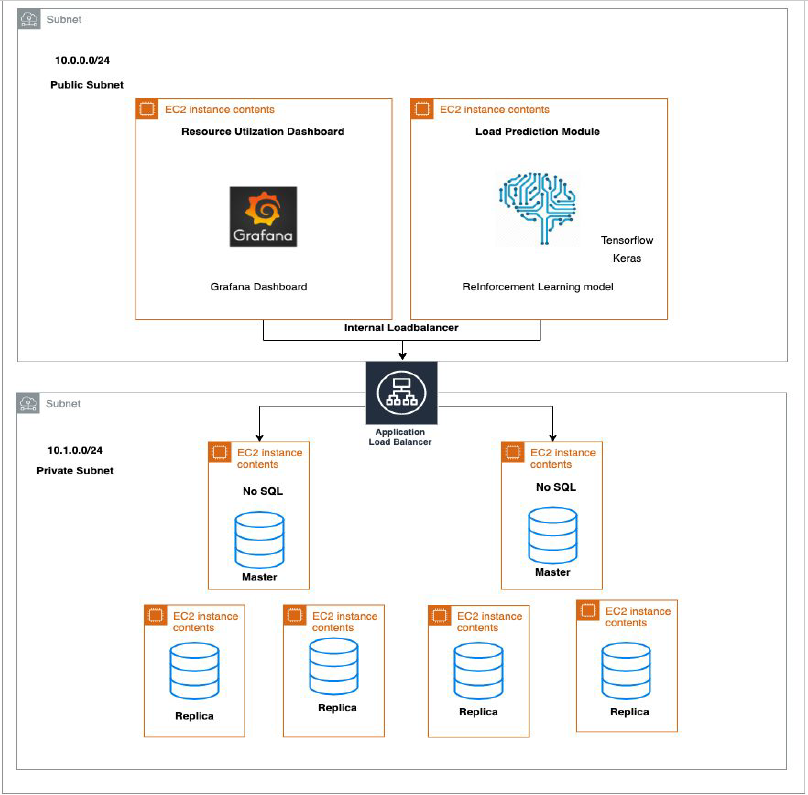 Subnet
10.0.0.0/24
Public Subnet
EC2 instance contents
Resource Utilzation Dashboard
Grafana
Grafana Dashboard
EC2 instance contents
Load Prediction Module
Tensorflow
Keras
ReInforcement Learning model
Internal Loadbalancer
Application
Load Balancer
Subnet
10.1.0.0/24
Private Subnet
EC2 instance
contents
No SQL
Master
EC2 instance
contents
No SQL
Master
EC2 instance
contents
Replica
EC2 instance
contents
Replica
EC2 instance
contents
Replica
EC2 instance
contents
Replica